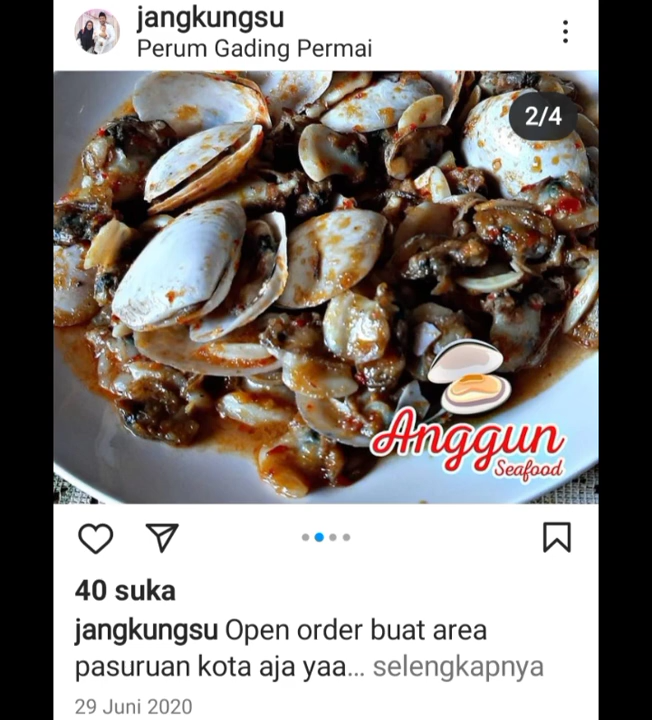 jangkungsu
Perum Gading Permai
2/4
Anggun
Seafood
40 suka
jangkungsu Open order buat area
pasuruan kota aja yaa... selengkapnya
29 Juni 2020